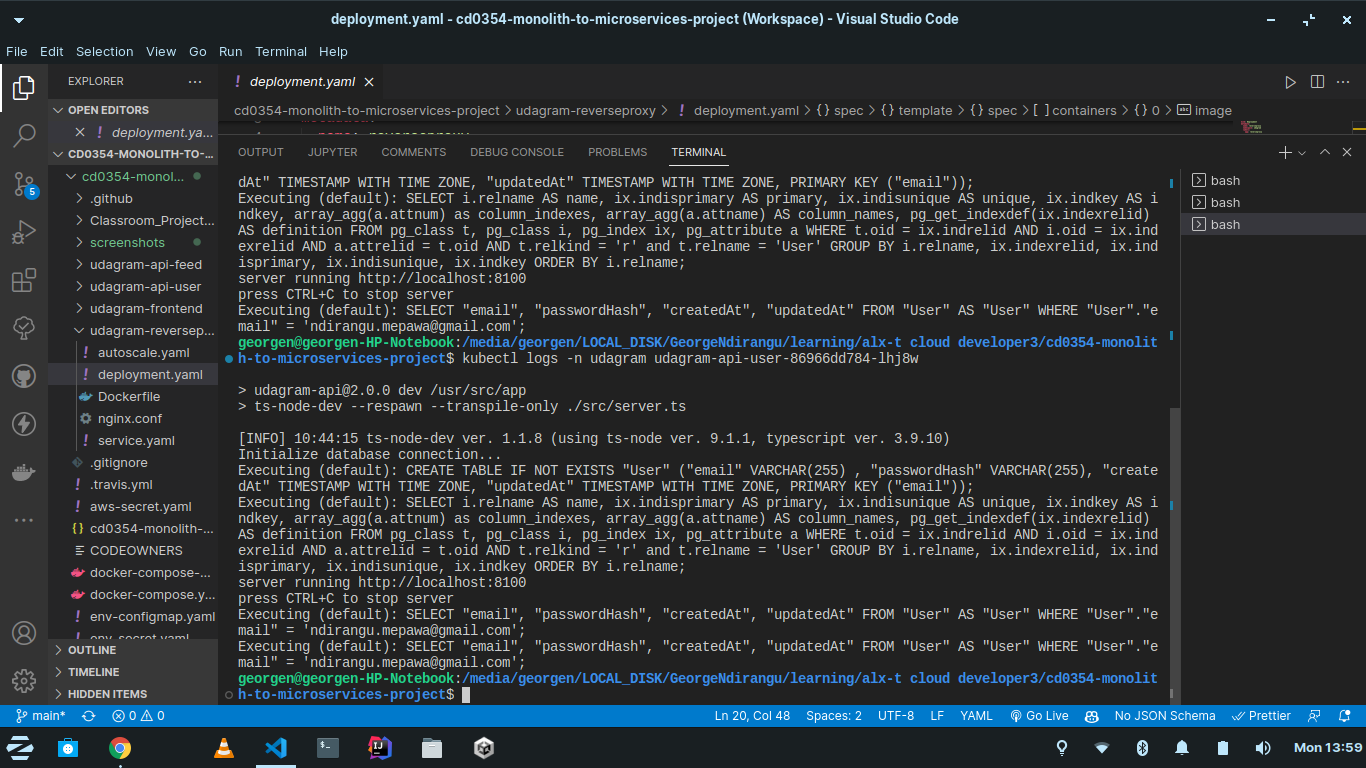 deployment.yaml - cd0354-monolith-to-microservices-project (Workspace) - Visual Studio Code
File Edit Selection View Go Run Terminal Help
EXPLORER
deployment.yaml
OPEN EDITORS
cd0354-monolith-to-microservices-project > udagram-reverseproxy > ! deployment.yaml > {} spec > {} template > {} spec > [ ] containers > {} 0 > image
! deployment.ya...
CD0354-MONOLITH-TO-...
cd0354-monol...
.github
Classroom_Project...
screenshots
udagram-api-feed
udagram-api-user
udagram-frontend
udagram-reversep...
! autoscale.yaml
! deployment.yaml
Dockerfile
nginx.conf
! service.yaml
.gitignore
! .travis.yml
! aws-secret.yaml
{} cd0354-monolith-...
CODEOWNERS
docker-compose-...
docker-compose.y...
! env-configmap.yaml
! env-secret.yaml
OUTLINE
TIMELINE
HIDDEN ITEMS
5
OUTPUT JUPYTER COMMENTS DEBUG CONSOLE PROBLEMS TERMINAL
dAt" TIMESTAMP WITH TIME ZONE, "updatedAt" TIMESTAMP WITH TIME ZONE, PRIMARY KEY ("email"));
Executing (default): SELECT i.relname AS name, ix.indisprimary AS primary, ix.indisunique AS unique, ix.indkey AS i
ndkey, array_agg(a.attnum) as column_indexes, array_agg(a.attname) AS column_names, pg_get_indexdef(ix.indexrelid)
AS definition FROM pg_class t, pg_class i, pg_index ix, pg_attribute a WHERE t.oid = ix.indrelid AND i.oid = ix.ind
exrelid AND a.attrelid = t.oid AND t.relkind = 'r' and t.relname = 'User' GROUP BY i.relname, ix.indexrelid, ix.ind
isprimary, ix.indisunique, ix.indkey ORDER BY i.relname;
server running http://localhost:8100
press CTRL+C to stop server
Executing (default): SELECT "email", "passwordHash", "createdAt", "updatedAt" FROM "User" AS "User" WHERE "User"."e
mail" = 'ndirangu.mepawa@gmail.com';
georgen@georgen-HP-Notebook:/media/georgen/LOCAL_DISK/GeorgeNdirangu/learning/alx-t cloud developer3/cd0354-monolit
h-to-microservices-project$ kubectl logs -n udagram udagram-api-user-86966dd784-lhj8w
> udagram-api@2.0.0 dev /usr/src/app
> ts-node-dev --respawn --transpile-only ./src/server.ts
[INFO] 10:44:15 ts-node-dev ver. 1.1.8 (using ts-node ver. 9.1.1, typescript ver. 3.9.10)
Initialize database connection...
Executing (default): CREATE TABLE IF NOT EXISTS "User" ("email" VARCHAR(255) , "passwordHash" VARCHAR(255), "create
dAt" TIMESTAMP WITH TIME ZONE, "updatedAt" TIMESTAMP WITH TIME ZONE, PRIMARY KEY ("email"));
Executing (default): SELECT i.relname AS name, ix.indisprimary AS primary, ix.indisunique AS unique, ix.indkey AS i
ndkey, array_agg(a.attnum) as column_indexes, array_agg(a.attname) AS column_names, pg_get_indexdef(ix.indexrelid)
AS definition FROM pg_class t, pg_class i, pg_index ix, pg_attribute a WHERE t.oid = ix.indrelid AND i.oid = ix.ind
exrelid AND a.attrelid = t.oid AND t.relkind = 'r' and t.relname = 'User' GROUP BY i.relname, ix.indexrelid, ix.ind
isprimary, ix.indisunique, ix.indkey ORDER BY i.relname;
server running http://localhost:8100
press CTRL+C to stop server
Executing (default): SELECT "email", "passwordHash", "createdAt", "updatedAt" FROM "User" AS "User" WHERE "User"."e
mail" = 'ndirangu.mepawa@gmail.com';
Executing (default): SELECT "email", "passwordHash", "createdAt", "updatedAt" FROM "User" AS "User" WHERE "User"."e
mail" = 'ndirangu.mepawa@gmail.com';
georgen@georgen-HP-Notebook:/media/georgen/LOCAL_DISK/GeorgeNdirangu/learning/alx-t cloud developer3/cd0354-monolit
h-to-microservices-project$
bash
bash
bash
main* 0 0 Ln 20, Col 48 Spaces: 2 UTF-8 LF YAML Go Live No JSON Schema Prettier
Mon 13:59